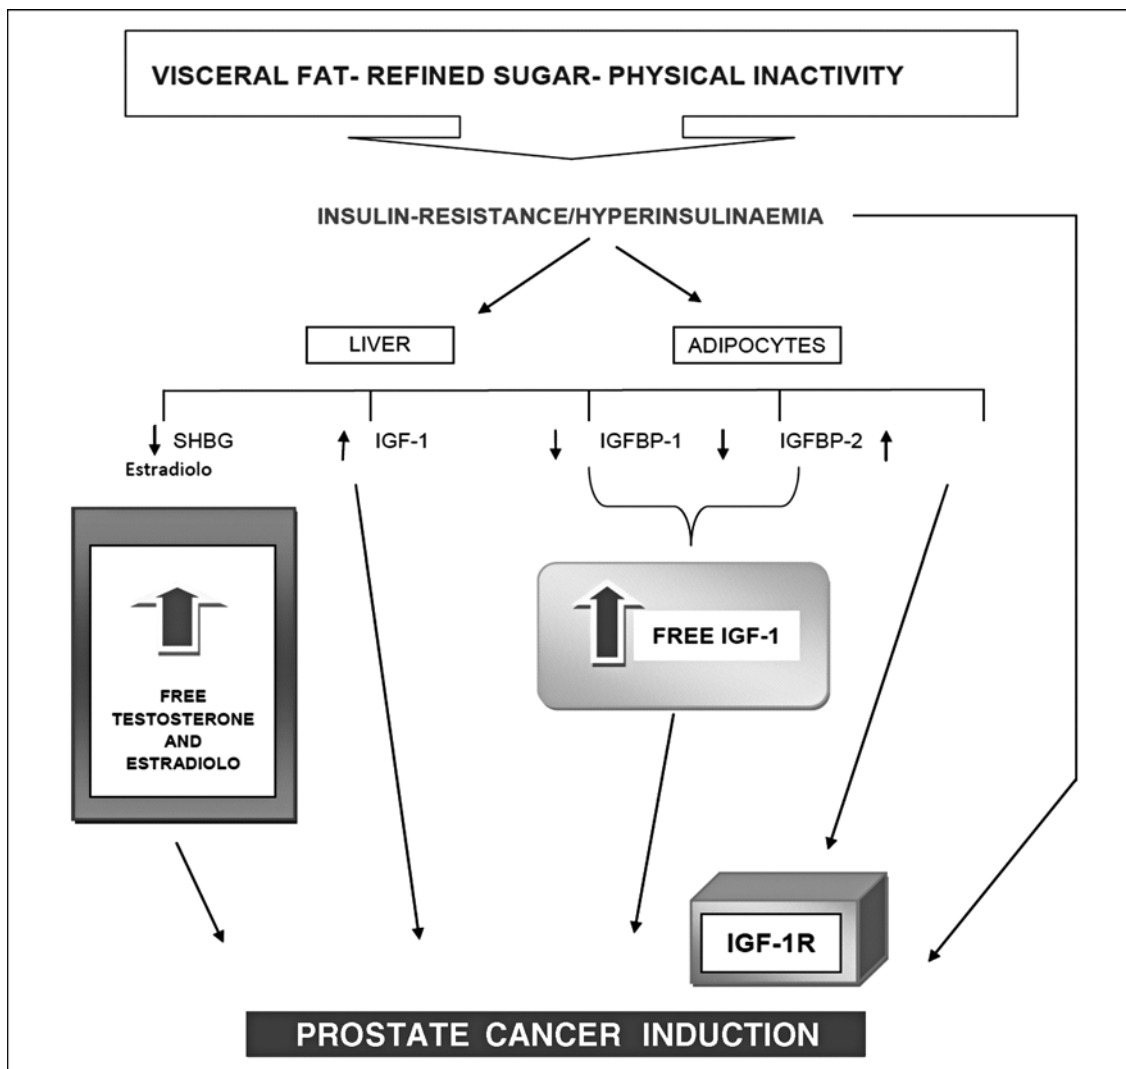 VISCERAL FAT- REFINED SUGAR- PHYSICAL INACTIVITY
INSULIN-RESISTANCE/HYPERINSULINAEMIA
LIVER
ADIPOCYTES
SHBG
IGF-1
IGFBP-1
IGFBP-2
Estradiolo
FREE
TESTOSTERONE
AND
ESTRADIOLO
FREE IGF-1
IGF-1R
PROSTATE CANCER INDUCTION